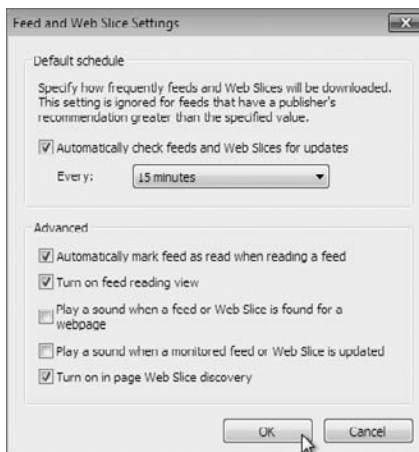 Feed and Web Slice Settings
Default schedule
Specify how frequently feeds and Web Slices will be downloaded.
This setting is ignored for feeds that have a publisher's
recommendation greater than the specified value.
Automatically check feeds and Web Slices for updates
Every:
15 minutes
Advanced
Automatically mark feed as read when reading a feed
Turn on feed reading view
Play a sound when a feed or Web Slice is found for a
webpage
Play a sound when a monitored feed or Web Slice is updated
Turn on in page Web Slice discovery
OK
Cancel